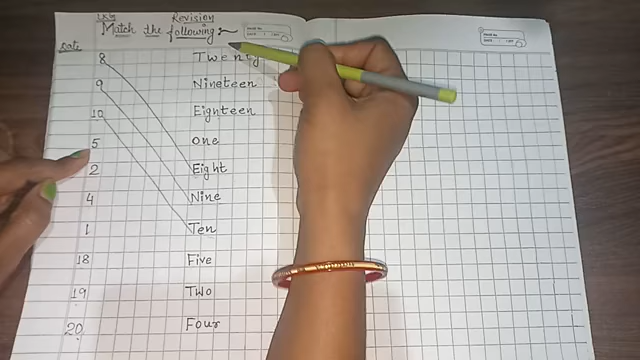 UKG Revision
Match the following:-
Date
8 Twenty
9 Nineteen
10 Eighteen
5 One
2 Eight
4 Nine
1 Ten
18 Five
19 Two
20 Four